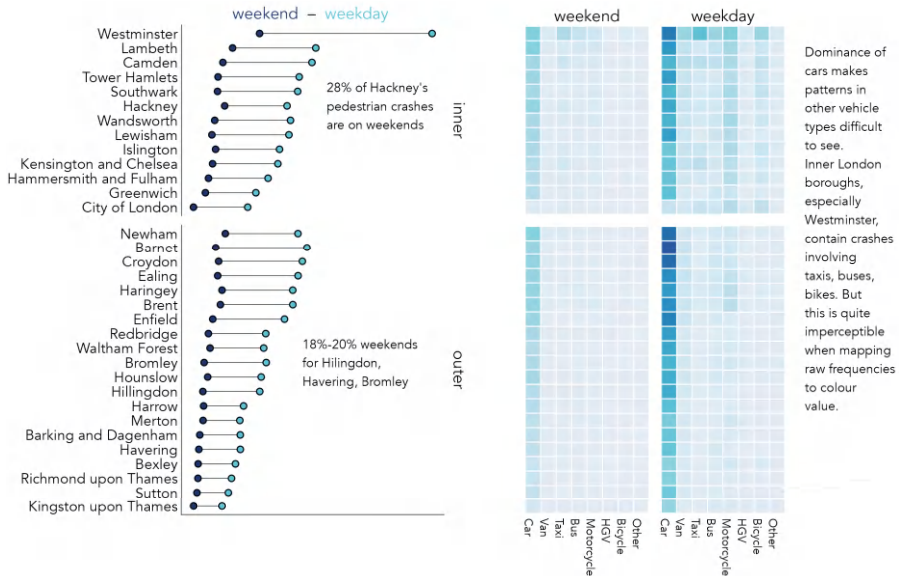 weekend – weekday
Westminster
Lambeth
Camden
Tower Hamlets
Southwark
Hackney
Wandsworth
Lewisham
Islington
Kensington and Chelsea
Hammersmith and Fulham
Greenwich
City of London
28% of Hackney's
pedestrian crashes
are on weekends
inner
Newham
Barnet
Croydon
Ealing
Haringey
Brent
Enfield
Redbridge
Waltham Forest
Bromley
Hounslow
Hillingdon
Harrow
Merton
Barking and Dagenham
Havering
Bexley
Richmond upon Thames
Sutton
Kingston upon Thames
18%-20% weekends
for Hilingdon,
Havering, Bromley
outer
weekend
Car
Van
Taxi
Bus
Motorcycle
HGV
Bicycle
Other
weekday
Car
Van
Taxi
Bus
Motorcycle
HGV
Bicycle
Other
Dominance of
cars makes
patterns in
other vehicle
types difficult
to see.
Inner London
boroughs,
especially
Westminster,
contain crashes
involving
taxis, buses,
bikes. But
this is quite
imperceptible
when mapping
raw frequencies
to colour
value.